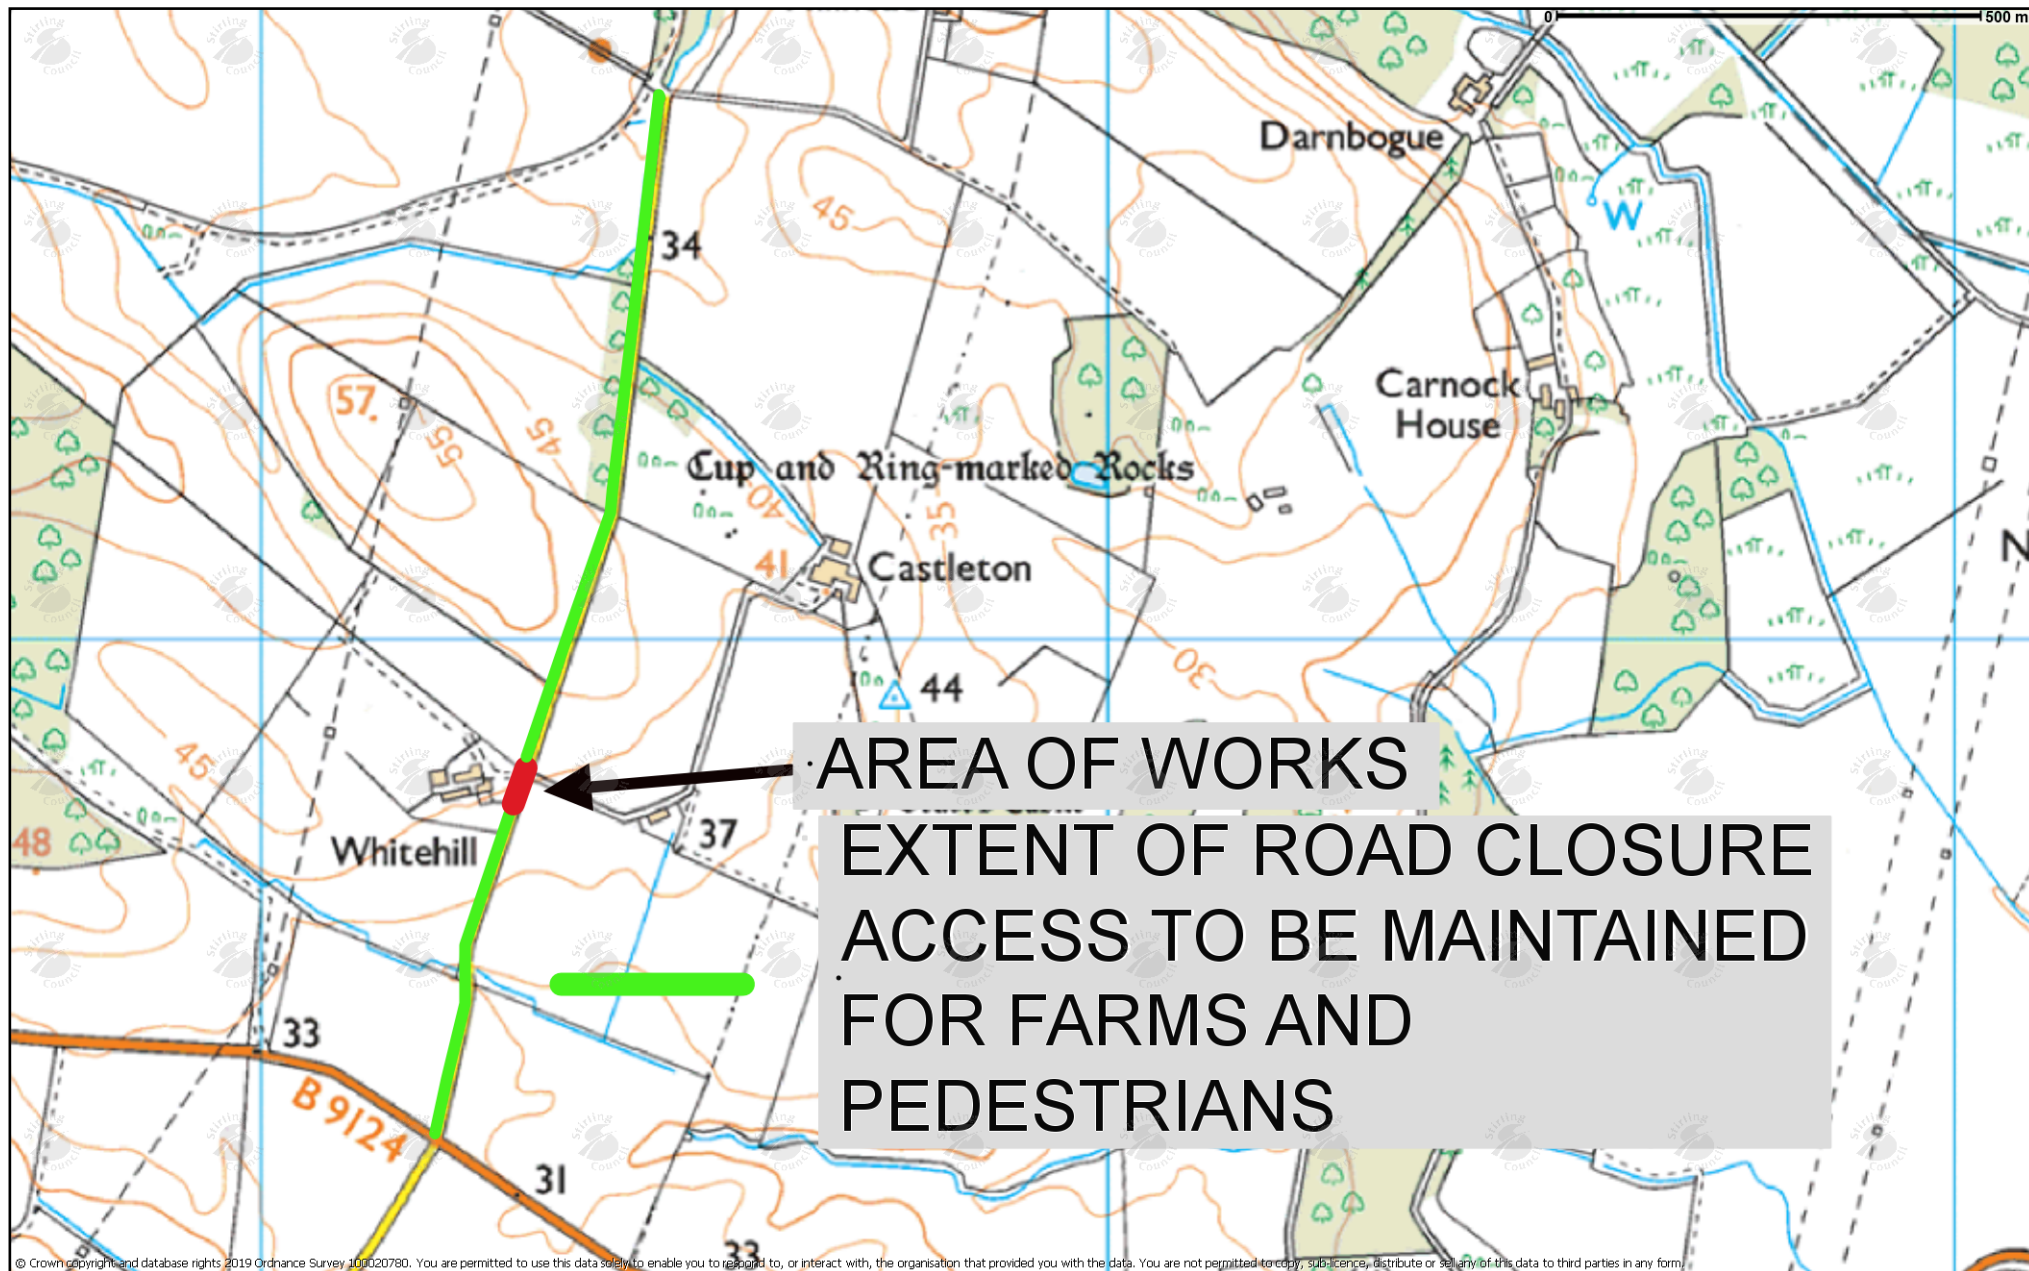 0 500 m
Darnbogue
W
34
45
57.
55
45
Carnock
House
Cup and Ring-marked Rocks
40
35
41
Castleton
N
30
44
45
AREA OF WORKS
Whitehill
37
48
EXTENT OF ROAD CLOSURE
ACCESS TO BE MAINTAINED
FOR FARMS AND
PEDESTRIANS
33
B 9124
31
33
© Crown copyright and database rights 2019 Ordnance Survey 100020780. You are permitted to use this data solely to enable you to respond to, or interact with, the organisation that provided you with the data. You are not permitted to copy, sub-licence, distribute or sell any of this data to third parties in any form.
Stirling
Council